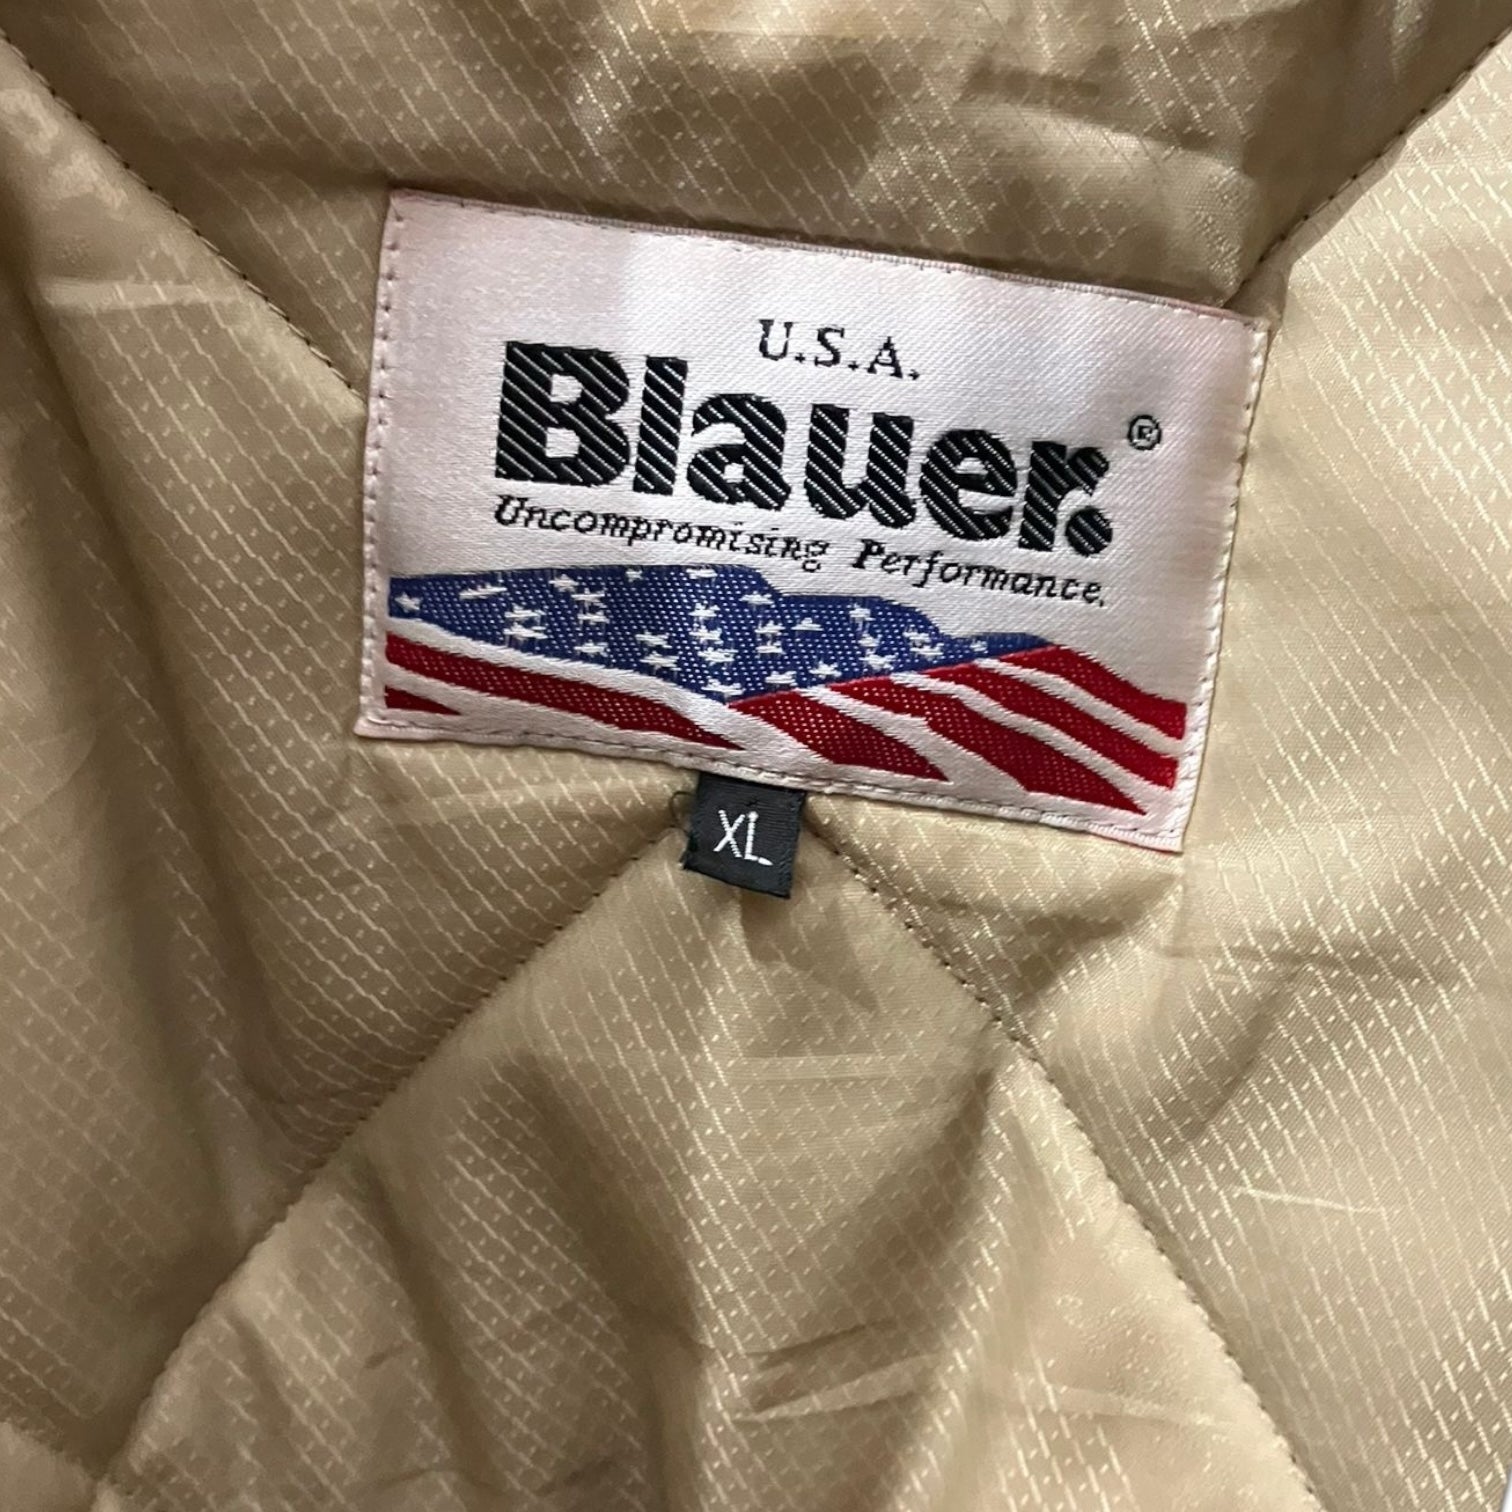 U.S.A.
Blauer.®
Uncompromising Performance.
XL